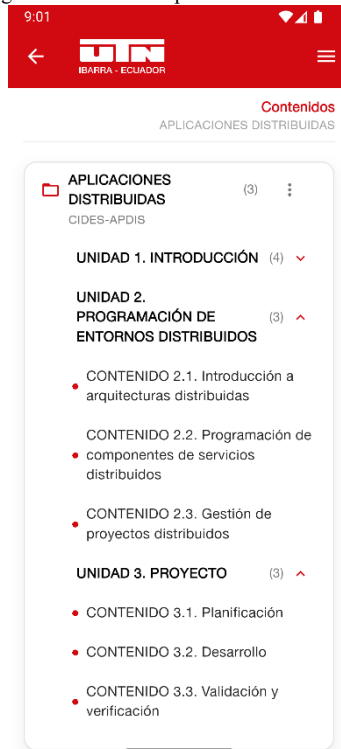 9:01
UTN
IBARRA - ECUADOR
Contenidos
APLICACIONES DISTRIBUIDAS
APLICACIONES
DISTRIBUIDAS
(3)
CIDES-APDIS
UNIDAD 1. INTRODUCCIÓN (4)
UNIDAD 2.
PROGRAMACIÓN DE
ENTORNOS DISTRIBUIDOS
(3)
CONTENIDO 2.1. Introducción a
arquitecturas distribuidas
CONTENIDO 2.2. Programación de
componentes de servicios
distribuidos
CONTENIDO 2.3. Gestión de
proyectos distribuidos
UNIDAD 3. PROYECTO (3)
CONTENIDO 3.1. Planificación
CONTENIDO 3.2. Desarrollo
CONTENIDO 3.3. Validación y
verificación